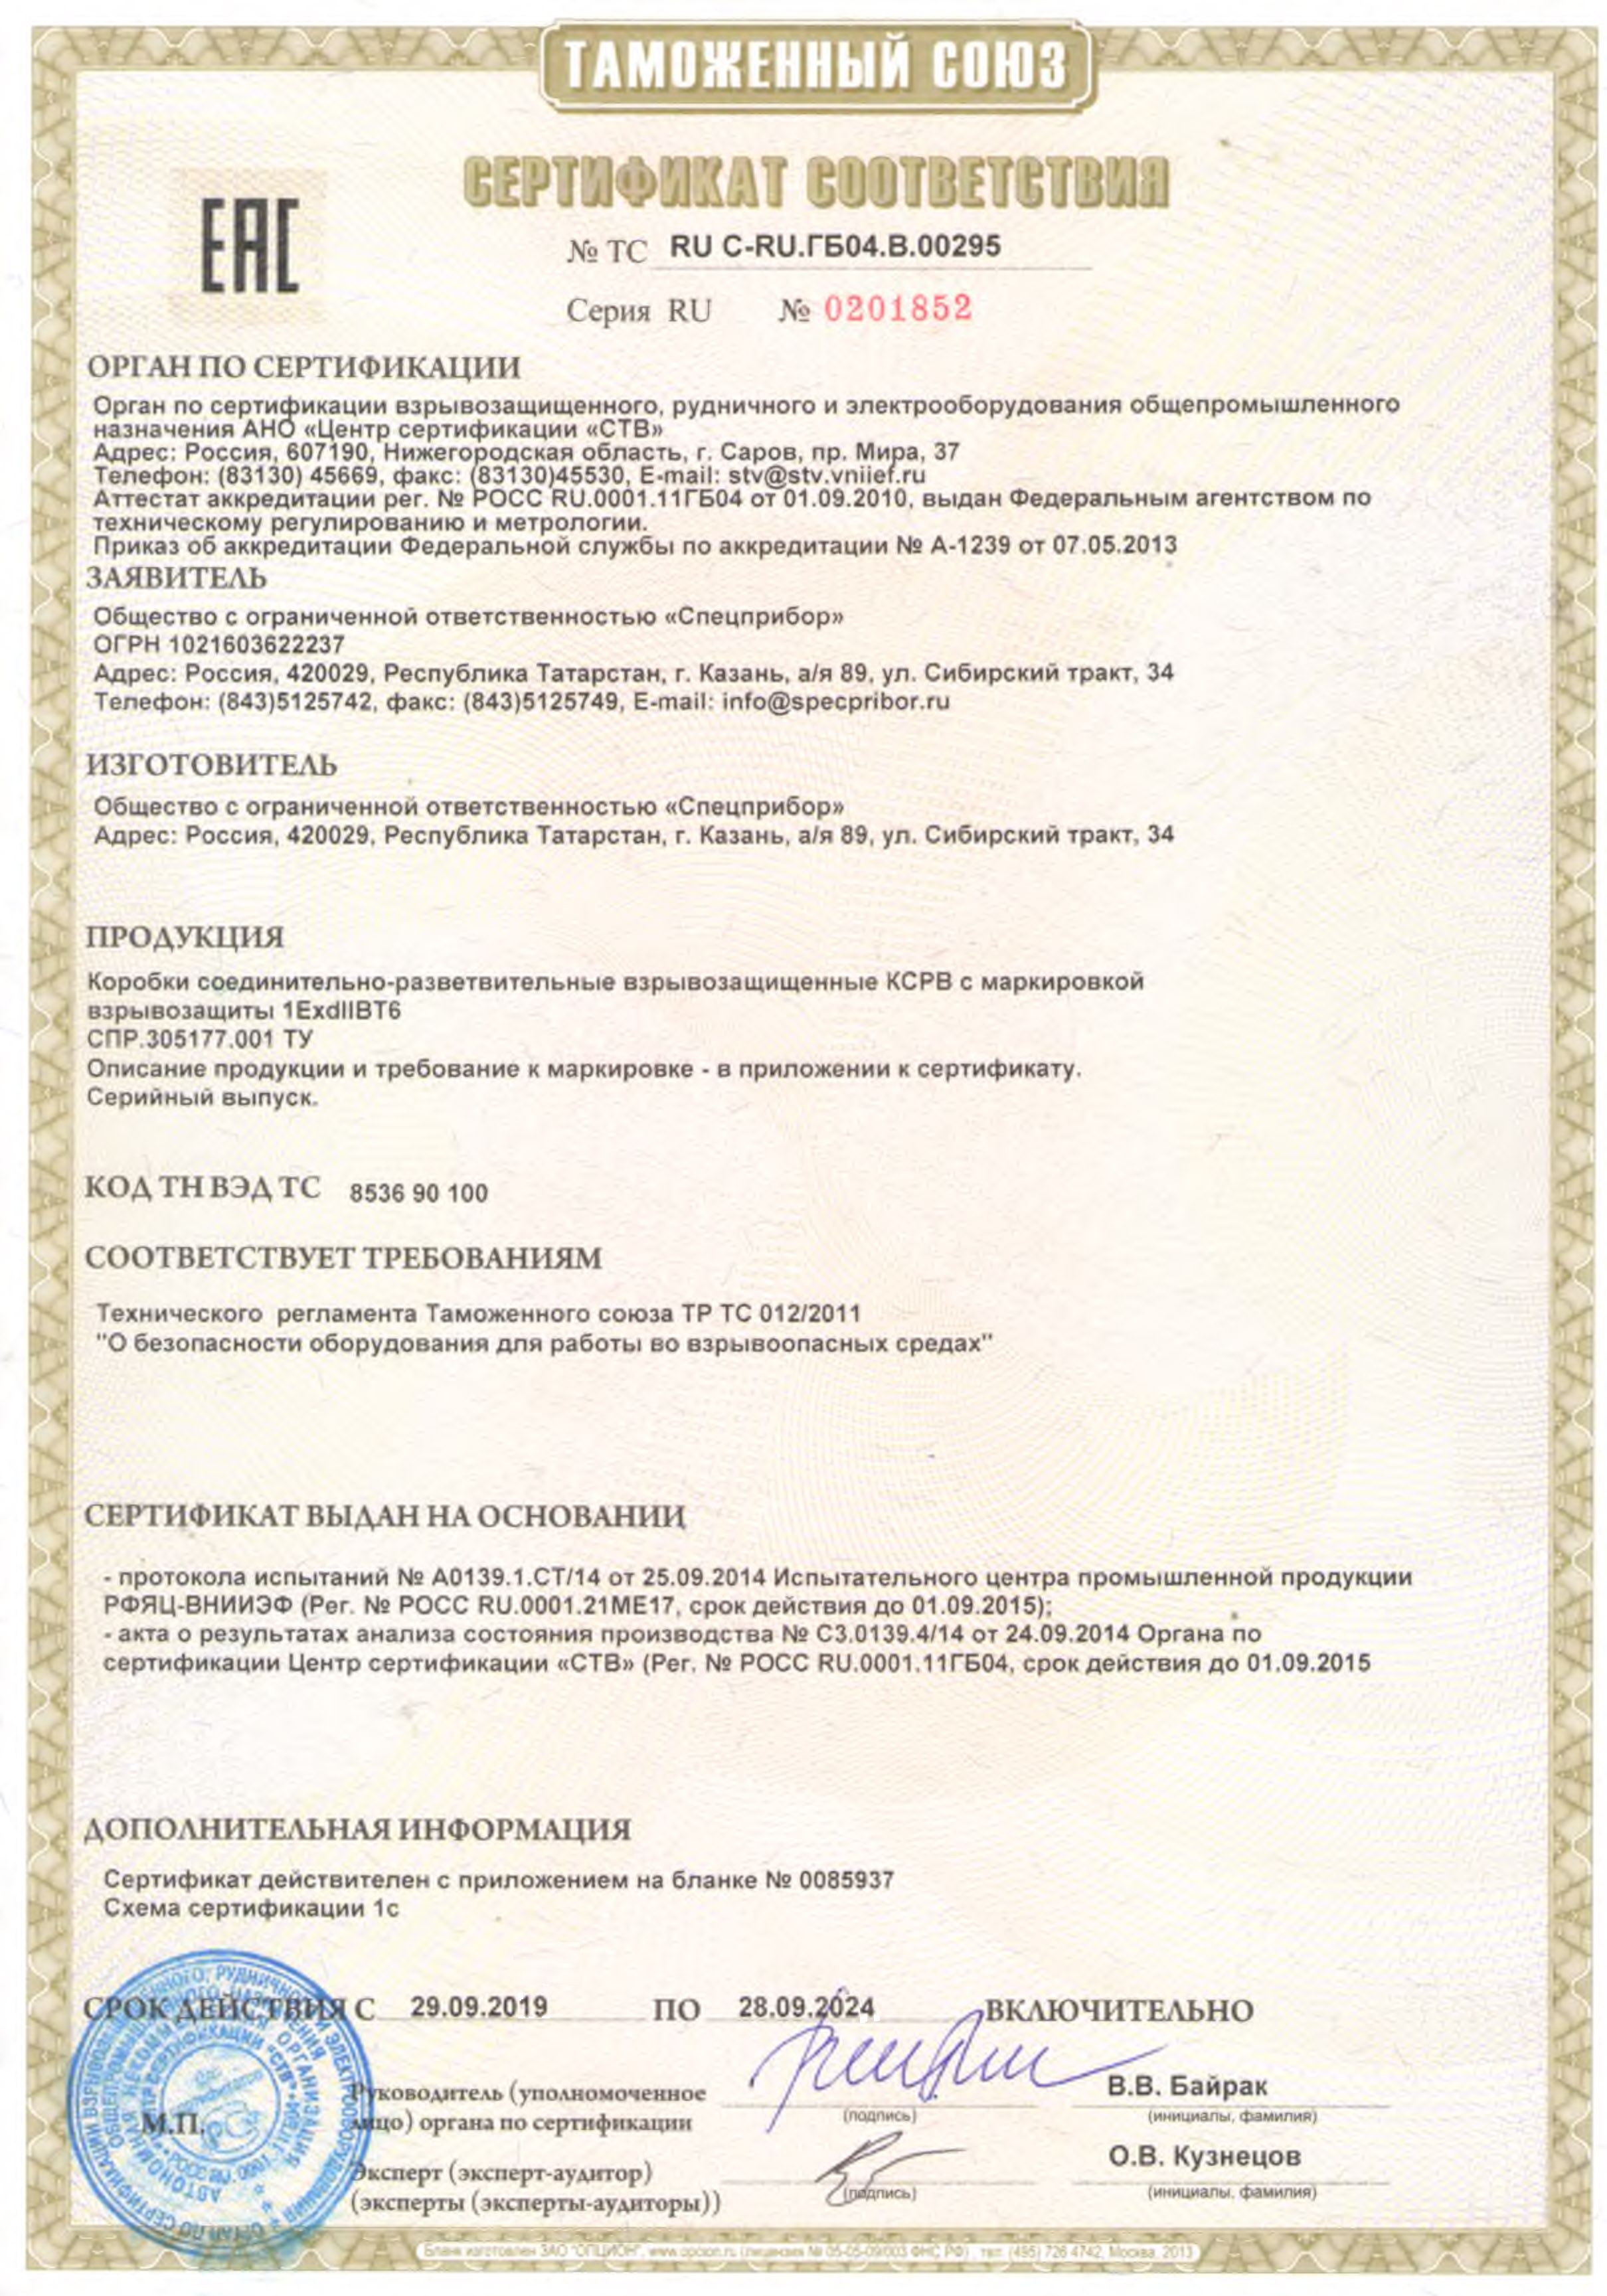 ТАМОЖЕННЫЙ СОЮЗ
СЕРТИФИКАТ СООТВЕТСТВИЯ
ЕАС
№ ТС RU С-RU.ГБ04.В.00295
Серия RU № 0201852
ОРГАН ПО СЕРТИФИКАЦИИ
Орган по сертификации взрывозащищенного, рудничного и электрооборудования общепромышленного
назначения АНО «Центр сертификации «СТВ»
Адрес: Россия, 607190, Нижегородская область, г. Саров, пр. Мира, 37
Телефон: (83130) 45669, факс: (83130)45530, E-mail: stv@stv.vniief.ru
Аттестат аккредитации рег. № РОСС RU.0001.11ГБ04 от 01.09.2010, выдан Федеральным агентством по
техническому регулированию и метрологии.
Приказ об аккредитации Федеральной службы по аккредитации № А-1239 от 07.05.2013
ЗАЯВИТЕЛЬ
Общество с ограниченной ответственностью «Спецприбор»
ОГРН 1021603622237
Адрес: Россия, 420029, Республика Татарстан, г. Казань, а/я 89, ул. Сибирский тракт, 34
Телефон: (843)5125742, факс: (843)5125749, E-mail: info@specpribor.ru
ИЗГОТОВИТЕЛЬ
Общество с ограниченной ответственностью «Спецприбор»
Адрес: Россия, 420029, Республика Татарстан, г. Казань, а/я 89, ул. Сибирский тракт, 34
ПРОДУКЦИЯ
Коробки соединительно-разветвительные взрывозащищенные КСРВ с маркировкой
взрывозащиты 1ExdIIBT6
СПР.305177.001 ТУ
Описание продукции и требование к маркировке - в приложении к сертификату.
Серийный выпуск.
КОД ТН ВЭД ТС 8536 90 100
СООТВЕТСТВУЕТ ТРЕБОВАНИЯМ
Технического регламента Таможенного союза ТР ТС 012/2011
"О безопасности оборудования для работы во взрывоопасных средах"
СЕРТИФИКАТ ВЫДАН НА ОСНОВАНИИ
- протокола испытаний № А0139.1.СТ/14 от 25.09.2014 Испытательного центра промышленной продукции
РФЯЦ-ВНИИЭФ (Рег. № РОСС RU.0001.21МЕ17, срок действия до 01.09.2015);
- акта о результатах анализа состояния производства № С3.0139.4/14 от 24.09.2014 Органа по
сертификации Центр сертификации «СТВ» (Рег. № РОСС RU.0001.11ГБ04, срок действия до 01.09.2015
ДОПОЛНИТЕЛЬНАЯ ИНФОРМАЦИЯ
Сертификат действителен с приложением на бланке № 0085937
Схема сертификации 1с
СРОК ДЕЙСТВИЯ С 29.09.2019 ПО 28.09.2024 ВКЛЮЧИТЕЛЬНО
М.П.
Руководитель (уполномоченное
лицо) органа по сертификации
(подпись)
В.В. Байрак
(инициалы, фамилия)
Эксперт (эксперт-аудитор)
(эксперты (эксперты-аудиторы))
(подпись)
О.В. Кузнецов
(инициалы, фамилия)
Бланк изготовлен ЗАО "ОПЦИОН", www.opcion.ru (лицензия № 05-05-09/003 ФНС РФ), тел. (495) 726 4742, Москва, 2013